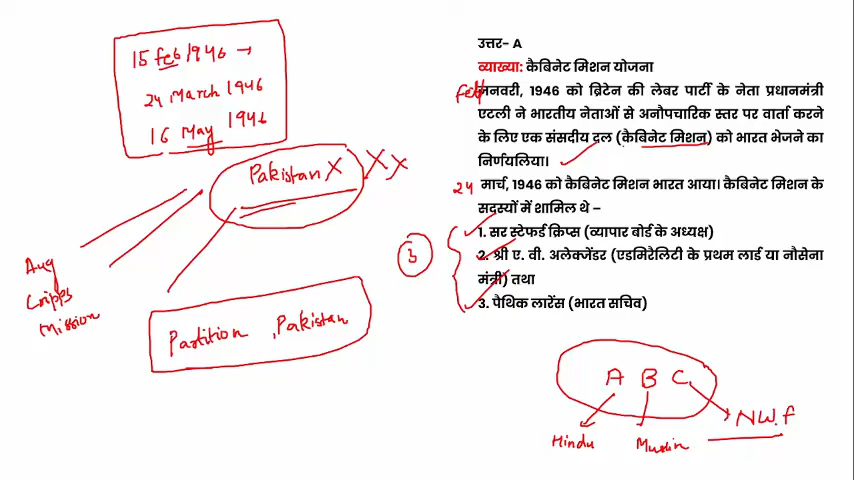 15 Feb 1946 →
24 March 1946
16 May 1946
Pakistan X X X
Aug
Cripps
mission
Partition , Pakistan
उत्तर- A
व्याख्या: कैबिनेट मिशन योजना
Feb
जनवरी, 1946 को ब्रिटेन की लेबर पार्टी के नेता प्रधानमंत्री
एटली ने भारतीय नेताओं से अनौपचारिक स्तर पर वार्ता करने
के लिए एक संसदीय दल (कैबिनेट मिशन) को भारत भेजने का
निर्णयलिया।
24 मार्च, 1946 को कैबिनेट मिशन भारत आया। कैबिनेट मिशन के
सदस्यों में शामिल थे –
1. सर स्टेफर्ड क्रिप्स (व्यापार बोर्ड के अध्यक्ष)
2. श्री ए. वी. अलेक्जेंडर (एडमिरैलिटी के प्रथम लार्ड या नौसेना
मंत्री) तथा
3. पैथिक लारेंस (भारत सचिव)
3
A B C
Hindu Muslim N.W.F